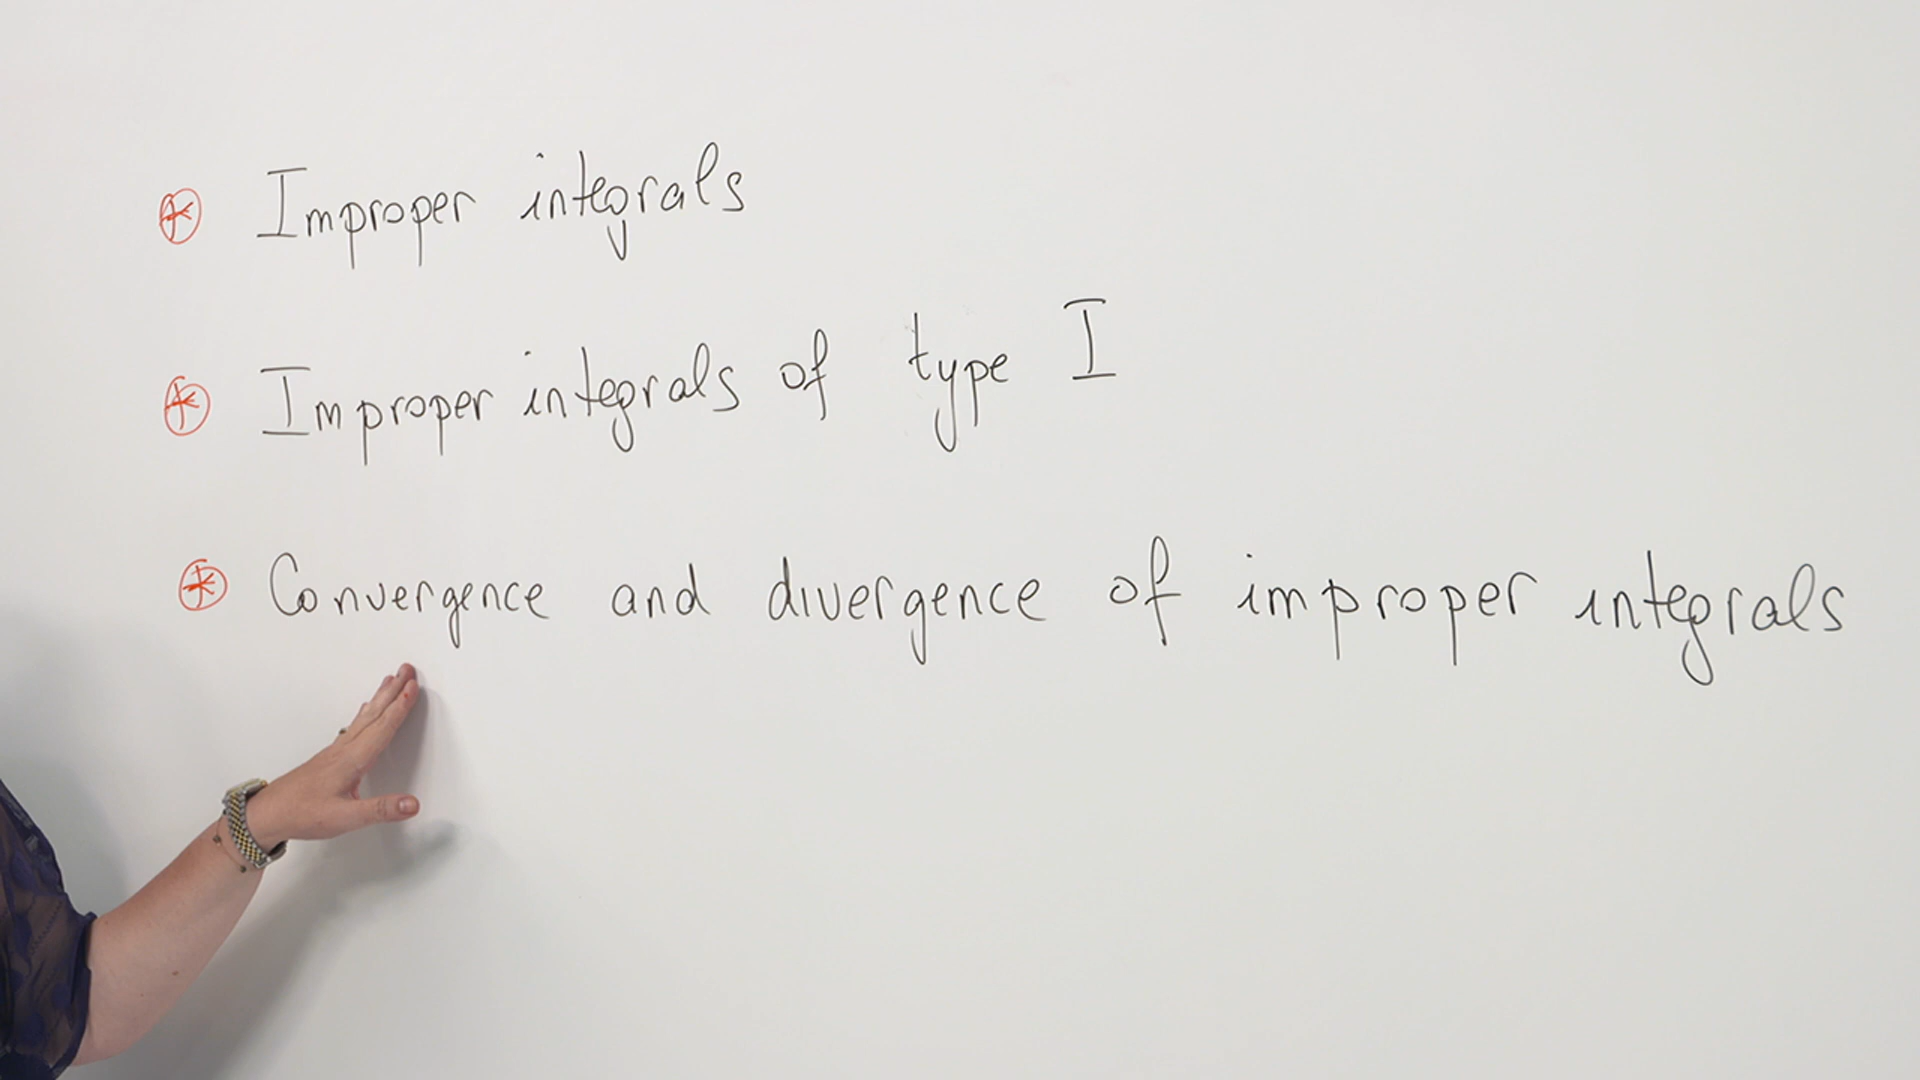 Improper integrals
Improper integrals of type I
Convergence and divergence of improper integrals